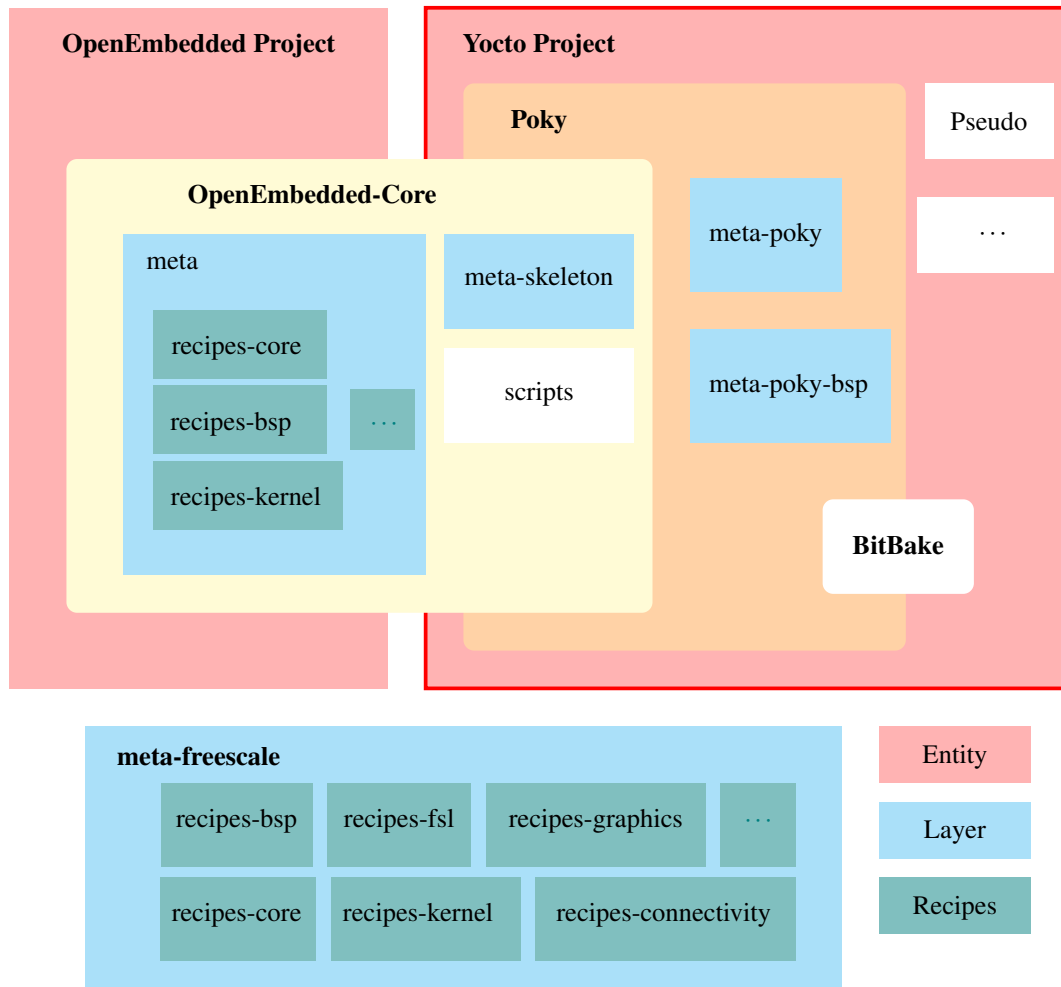 OpenEmbedded Project
Yocto Project
Poky
Pseudo
OpenEmbedded-Core
meta-poky
...
meta
meta-skeleton
recipes-core
meta-poky-bsp
scripts
recipes-bsp
...
recipes-kernel
BitBake
meta-freescale
Entity
recipes-bsp
recipes-fsl
recipes-graphics
...
Layer
recipes-core
recipes-kernel
recipes-connectivity
Recipes